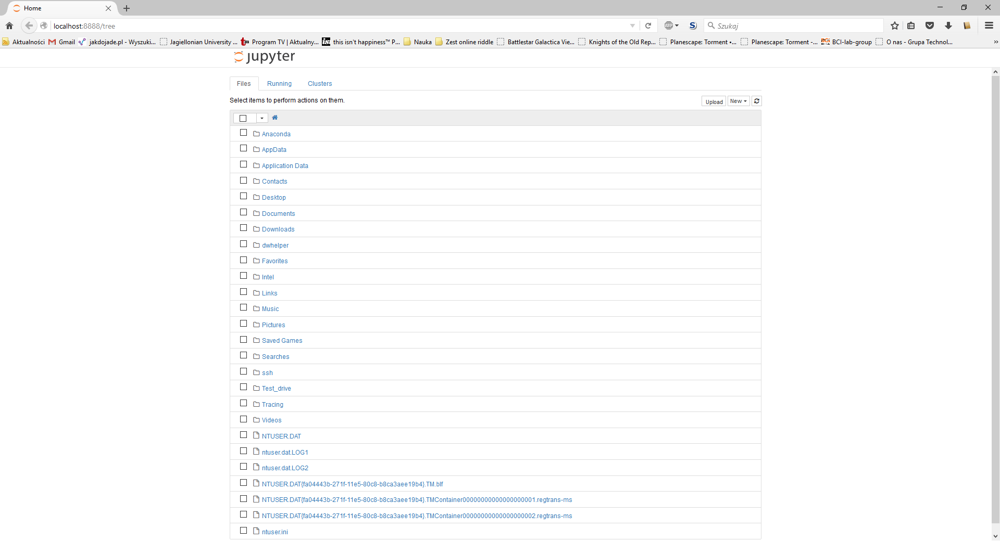 Home
localhost:8888/tree
ABP
S
Szukaj
Aktualności Gmail jakdojade.pl - Wyszuki... Jagiellonian University ... tm Program TV | Aktualny... isi this isn't happiness™ P... Nauka Zest online riddle Battlestar Galactica Vie... Knights of the Old Rep... Planescape: Torment •... Planescape: Torment -... BCI-lab-group O nas - Grupa Technol... »
jupyter
Files Running Clusters
Select items to perform actions on them.
Upload New
Anaconda
AppData
Application Data
Contacts
Desktop
Documents
Downloads
dwhelper
Favorites
Intel
Links
Music
Pictures
Saved Games
Searches
ssh
Test_drive
Tracing
Videos
NTUSER.DAT
ntuser.dat.LOG1
ntuser.dat.LOG2
NTUSER.DAT{fa04443b-271f-11e5-80c8-b8ca3aee19b4}.TM.blf
NTUSER.DAT{fa04443b-271f-11e5-80c8-b8ca3aee19b4}.TMContainer00000000000000000001.regtrans-ms
NTUSER.DAT{fa04443b-271f-11e5-80c8-b8ca3aee19b4}.TMContainer00000000000000000002.regtrans-ms
ntuser.ini